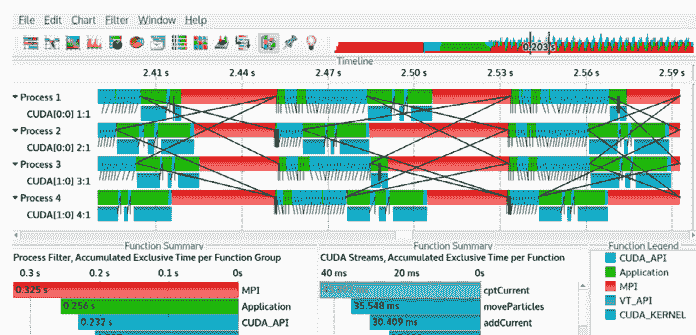 File Edit Chart Filter Window Help
0.203 s
Timeline
2.41 s 2.44 s 2.47 s 2.50 s 2.53 s 2.56 s 2.59 s
Process 1
CUDA[0:0] 1:1
Process 2
CUDA[0:0] 2:1
Process 3
CUDA[1:0] 3:1
Process 4
CUDA[1:0] 4:1
Function Summary
Process Filter, Accumulated Exclusive Time per Function Group
0.3 s 0.2 s 0.1 s 0s
0.325 s MPI
0.256 s Application
0.232 s CUDA_API
Function Summary
CUDA Streams, Accumulated Exclusive Time per Function
40 ms 20 ms 0s
cptCurrent
35.548 ms moveParticles
30.409 ms addCurrent
Function Legend
CUDA_API
Application
MPI
VT_API
CUDA_KERNEL